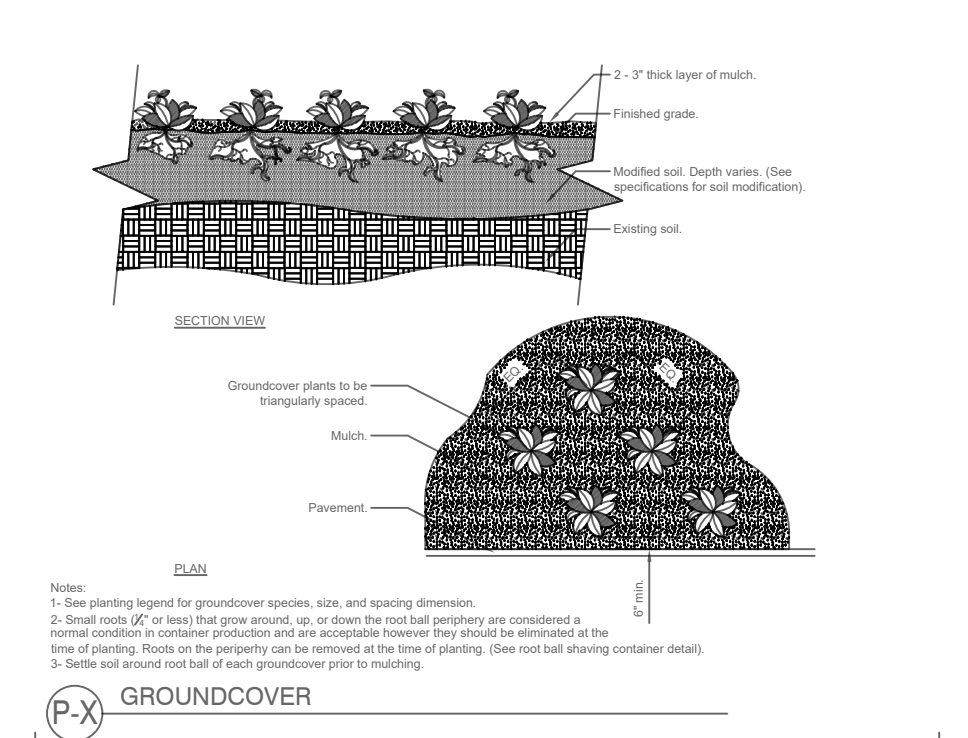 2 - 3" thick layer of mulch.
Finished grade.
Modified soil. Depth varies. (See
specifications for soil modification).
Existing soil.
SECTION VIEW
EQ.
EQ.
Groundcover plants to be
triangularly spaced.
Mulch.
Pavement.
6" min.
PLAN
Notes:
1- See planting legend for groundcover species, size, and spacing dimension.
2- Small roots (¼" or less) that grow around, up, or down the root ball periphery are considered a
normal condition in container production and are acceptable however they should be eliminated at the
time of planting. Roots on the periperhy can be removed at the time of planting. (See root ball shaving container detail).
3- Settle soil around root ball of each groundcover prior to mulching.
P-X
GROUNDCOVER